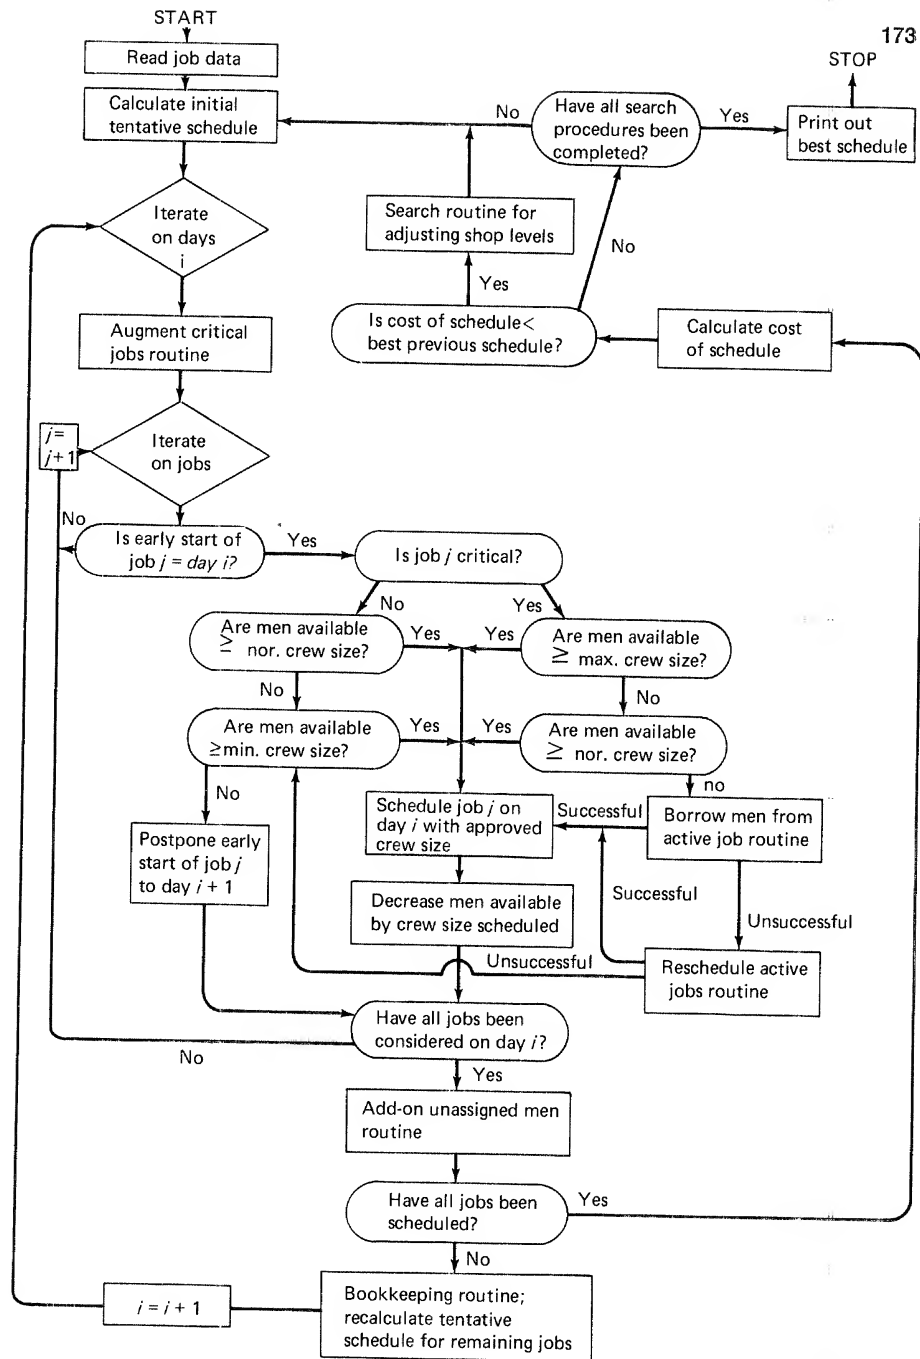 START
173
Read job data
STOP
Calculate initial
tentative schedule
No
Have all search
procedures been
completed?
Yes
Print out
best schedule
Iterate
on days
i
Search routine for
adjusting shop levels
No
Yes
Augment critical
jobs routine
Is cost of schedule<
best previous schedule?
Calculate cost
of schedule
j=
j+1
Iterate
on jobs
No
Is early start of
job j = day i?
Yes
Is job j critical?
No
Yes
Are men available
≥ nor. crew size?
Yes
Yes
Are men available
≥ max. crew size?
No
No
Are men available
≥min. crew size?
Yes
Yes
Are men available
≥ nor. crew size?
No
no
Postpone early
start of job j
to day i + 1
Schedule job j on
day i with approved
crew size
Successful
Borrow men from
active job routine
Decrease men available
by crew size scheduled
Successful
Unsuccessful
Unsuccessful
Reschedule active
jobs routine
Have all jobs been
considered on day i?
No
Yes
Add-on unassigned men
routine
Have all jobs been
scheduled?
Yes
No
i = i + 1
Bookkeeping routine;
recalculate tentative
schedule for remaining jobs